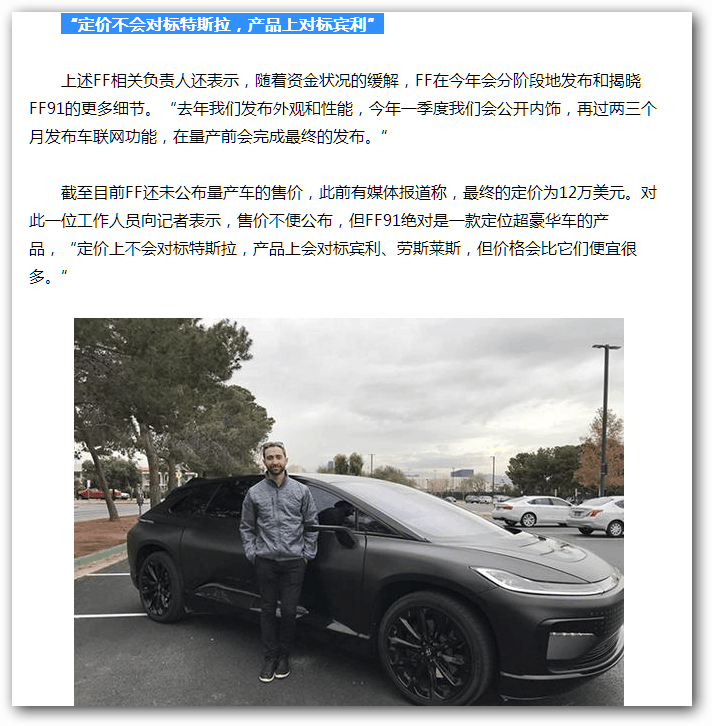 “定价不会对标特斯拉，产品上对标宾利”
上述FF相关负责人还表示，随着资金状况的缓解，FF在今年会分阶段地发布和揭晓
FF91的更多细节。“去年我们发布外观和性能，今年一季度我们会公开内饰，再过两三个
月发布车联网功能，在量产前会完成最终的发布。“
截至目前FF还未公布量产车的售价，此前有媒体报道称，最终的定价为12万美元。对
此一位工作人员向记者表示，售价不便公布，但FF91绝对是一款定位超豪华车的产
品，“定价上不会对标特斯拉，产品上会对标宾利、劳斯莱斯，但价格会比它们便宜很
多。“